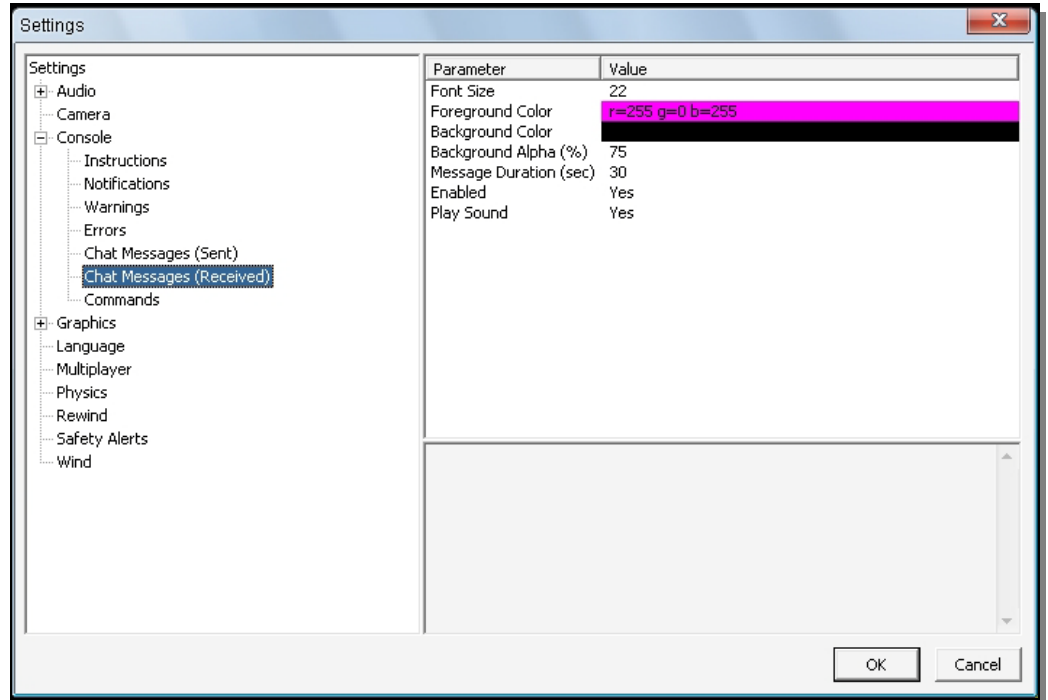 Settings
Settings
Audio
Camera
Console
Instructions
Notifications
Warnings
Errors
Chat Messages (Sent)
Chat Messages (Received)
Commands
Graphics
Language
Multiplayer
Physics
Rewind
Safety Alerts
Wind
Parameter Value
Font Size 22
Foreground Color r=255 g=0 b=255
Background Color
Background Alpha (%) 75
Message Duration (sec) 30
Enabled Yes
Play Sound Yes
OK Cancel